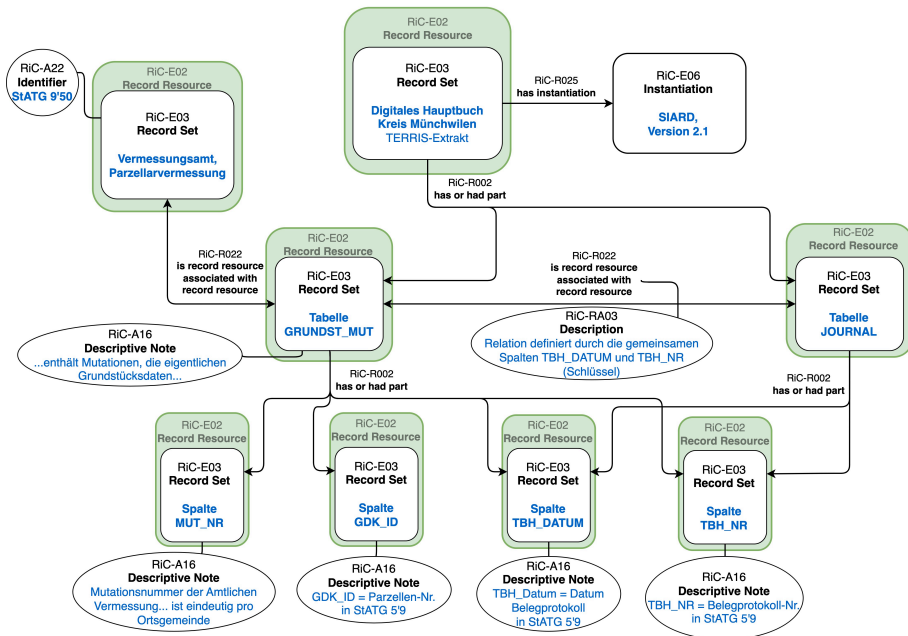 RiC-A22
Identifier
StATG 9'50
RiC-E02
Record Resource
RiC-E03
Record Set
Vermessungsamt,
Parzellarvermessung
RiC-E02
Record Resource
RiC-E03
Record Set
Digitales Hauptbuch
Kreis Münchwilen
TERRIS-Extrakt
RiC-R025
has instantiation
RiC-E06
Instantiation
SIARD,
Version 2.1
RiC-R002
has or had part
RiC-R022
is record resource
associated with
record resource
RiC-E02
Record Resource
RiC-E03
Record Set
Tabelle
GRUNDST_MUT
RiC-R022
is record resource
associated with
record resource
RiC-E02
Record Resource
RiC-E03
Record Set
Tabelle
JOURNAL
RiC-A16
Descriptive Note
...enthält Mutationen, die eigentlichen
Grundstücksdaten...
RiC-RA03
Description
Relation definiert durch die gemeinsamen
Spalten TBH_DATUM und TBH_NR
(Schlüssel)
RiC-R002
has or had part
RiC-R002
has or had part
RiC-E02
Record Resource
RiC-E03
Record Set
Spalte
MUT_NR
RiC-E02
Record Resource
RiC-E03
Record Set
Spalte
GDK_ID
RiC-E02
Record Resource
RiC-E03
Record Set
Spalte
TBH_DATUM
RiC-E02
Record Resource
RiC-E03
Record Set
Spalte
TBH_NR
RiC-A16
Descriptive Note
Mutationsnummer der Amtlichen
Vermessung... ist eindeutig pro
Ortsgemeinde
RiC-A16
Descriptive Note
GDK_ID = Parzellen-Nr.
in StATG 5'9
RiC-A16
Descriptive Note
TBH_Datum = Datum
Belegprotokoll
in StATG 5'9
RiC-A16
Descriptive Note
TBH_NR = Belegprotokoll-Nr.
in StATG 5'9